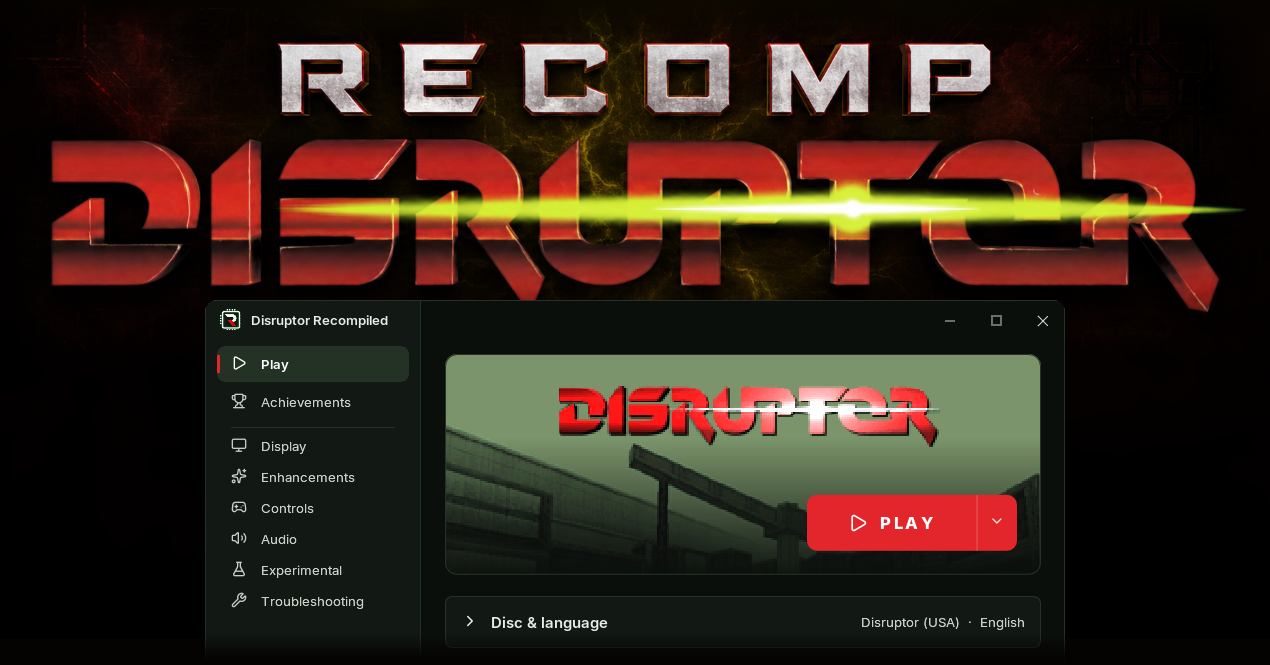 RECOMP
DISRUPTOR
Disruptor Recompiled
Play
Achievements
Display
Enhancements
Controls
Audio
Experimental
Troubleshooting
DISRUPTOR
PLAY
Disc & language
Disruptor (USA) · English